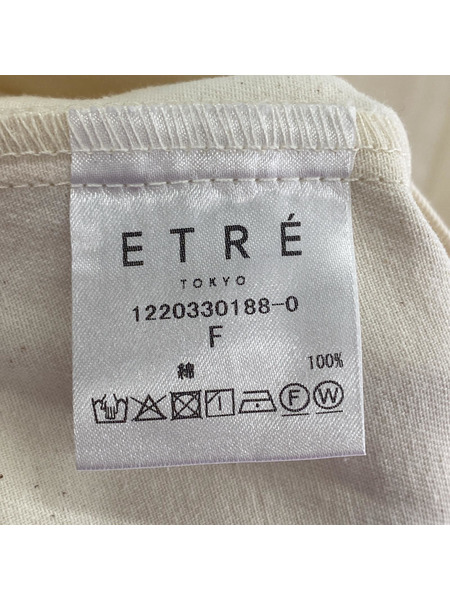 ETRÉ
TOKYO
1220330188-0
F
綿 100%
F W